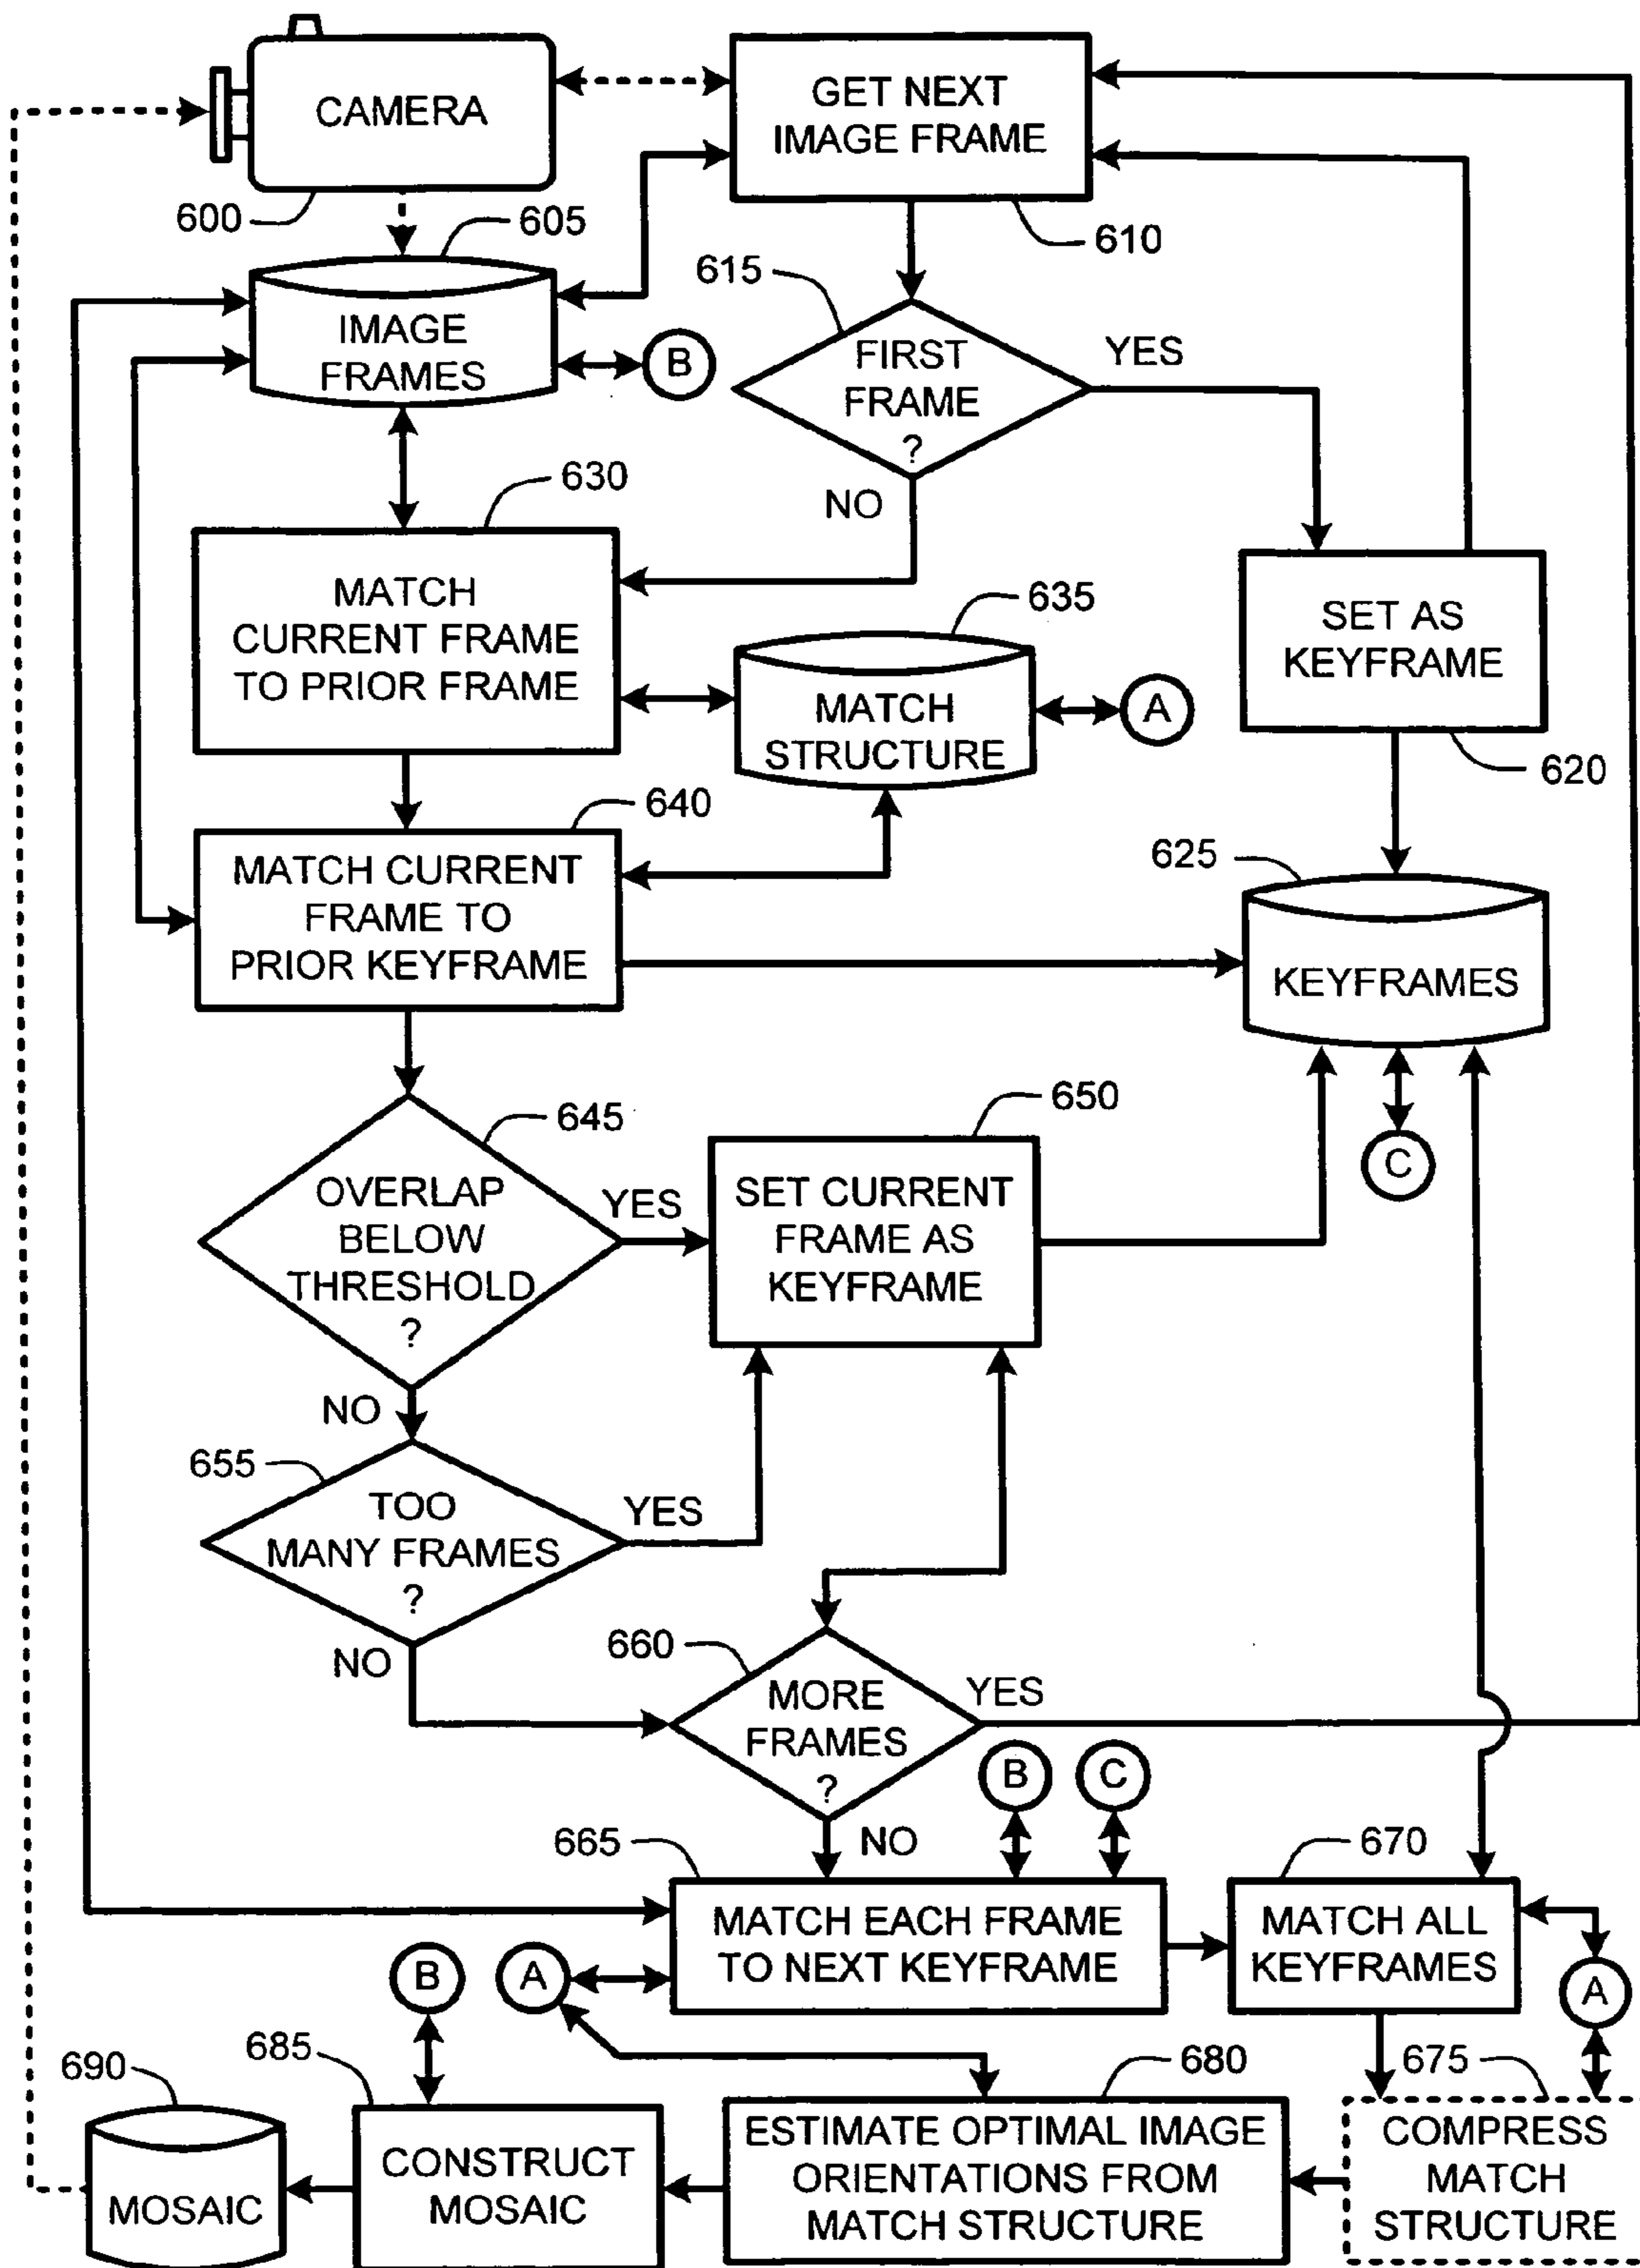 CAMERA
600
GET NEXT
IMAGE FRAME
610
605
IMAGE
FRAMES
B
615
FIRST
FRAME
?
YES
NO
630
MATCH
CURRENT FRAME
TO PRIOR FRAME
635
MATCH
STRUCTURE
A
SET AS
KEYFRAME
620
640
MATCH CURRENT
FRAME TO
PRIOR KEYFRAME
625
KEYFRAMES
C
645
OVERLAP
BELOW
THRESHOLD
?
YES
NO
650
SET CURRENT
FRAME AS
KEYFRAME
655
TOO
MANY FRAMES
?
YES
NO
660
MORE
FRAMES
?
YES
NO
B
C
665
MATCH EACH FRAME
TO NEXT KEYFRAME
670
MATCH ALL
KEYFRAMES
A
B
A
675
COMPRESS
MATCH
STRUCTURE
680
ESTIMATE OPTIMAL IMAGE
ORIENTATIONS FROM
MATCH STRUCTURE
685
CONSTRUCT
MOSAIC
690
MOSAIC